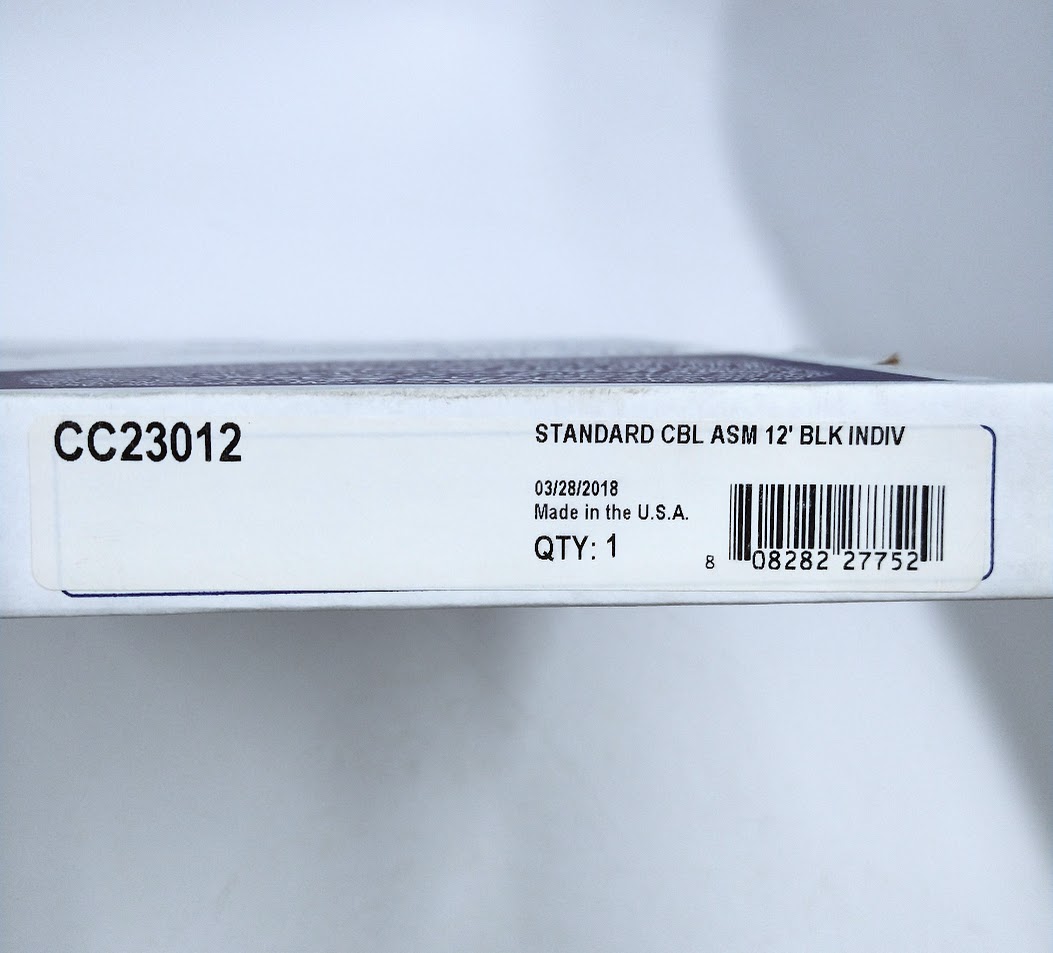 CC23012
STANDARD CBL ASM 12' BLK INDIV
03/28/2018
Made in the U.S.A.
QTY: 1
8 08282 27752